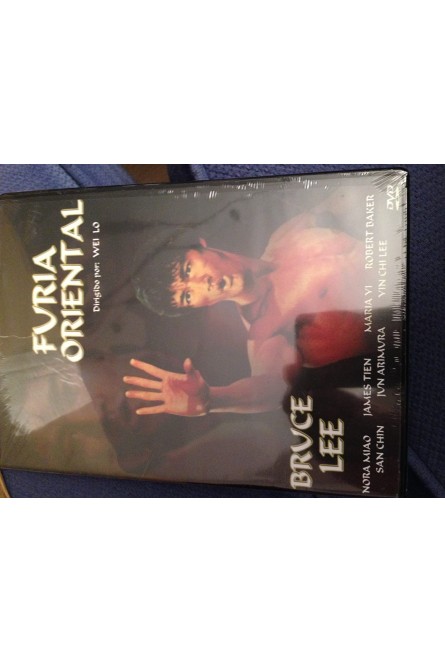 FURIA
ORIENTAL
Dirigido por: WEI LO
BRUCE
LEE
NORA MIAO JAMES TIEN MARIA YI ROBERT BAKER
SAN CHIN JUN ARIMURA YIN CHI LEE
DVD